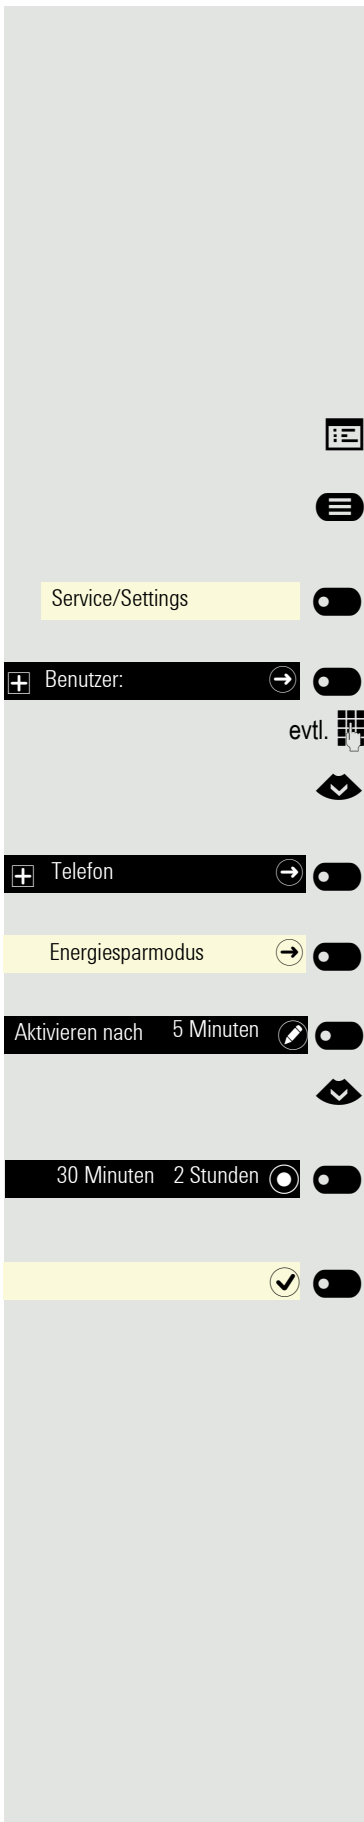 Service/Settings
Benutzer:
evtl.
Telefon
Energiesparmodus
Aktivieren nach 5 Minuten
30 Minuten 2 Stunden